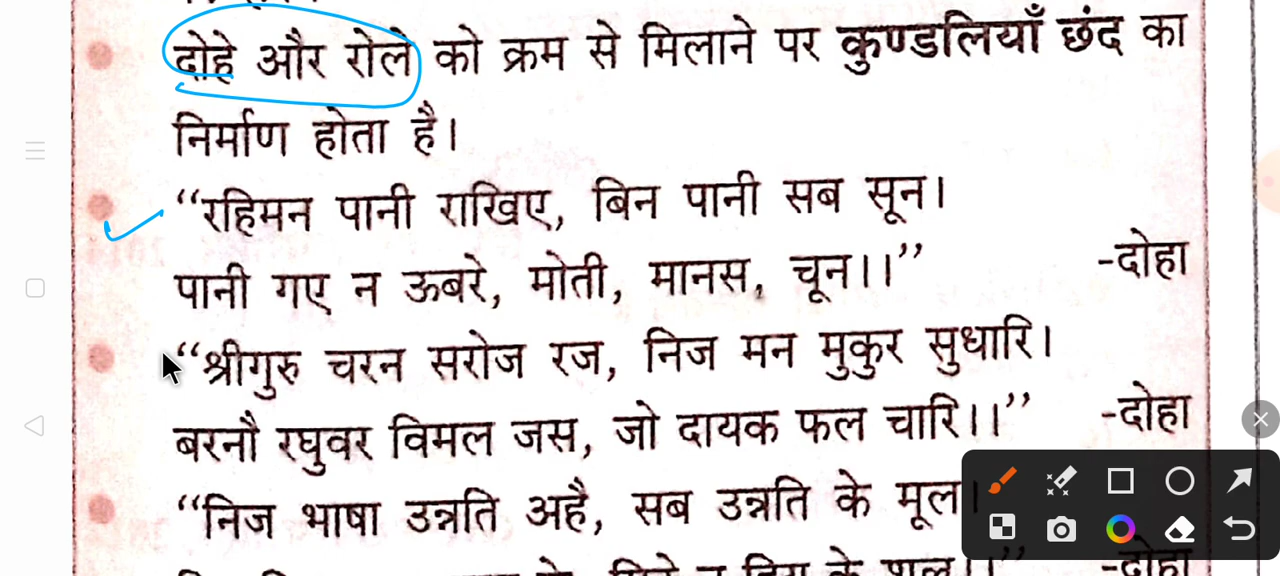 दोहे और रोले को क्रम से मिलाने पर कुण्डलियाँ छंद का
निर्माण होता है।
“रहिमन पानी राखिए, बिन पानी सब सून।
पानी गए न ऊबरे, मोती, मानस, चून।।” -दोहा
“श्रीगुरु चरन सरोज रज, निज मन मुकुर सुधारि।
बरनौ रघुवर विमल जस, जो दायक फल चारि।।” -दोहा
“निज भाषा उन्नति अहै, सब उन्नति के मूल।
-दोहा